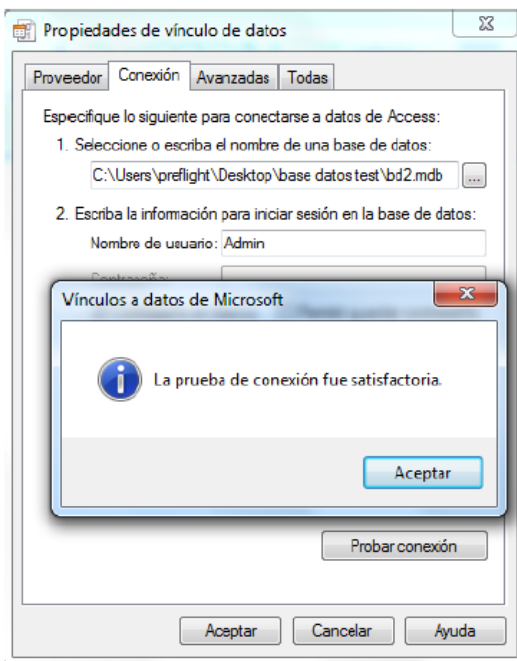 Propiedades de vínculo de datos
Proveedor Conexión Avanzadas Todas
Especifique lo siguiente para conectarse a datos de Access:
1. Seleccione o escriba el nombre de una base de datos:
C:\Users\preflight\Desktop\base datos test\bd2.mdb ...
2. Escriba la información para iniciar sesión en la base de datos:
Nombre de usuario: Admin
Contraseña:
Vínculos a datos de Microsoft
La prueba de conexión fue satisfactoria.
Aceptar
Probar conexión
Aceptar Cancelar Ayuda